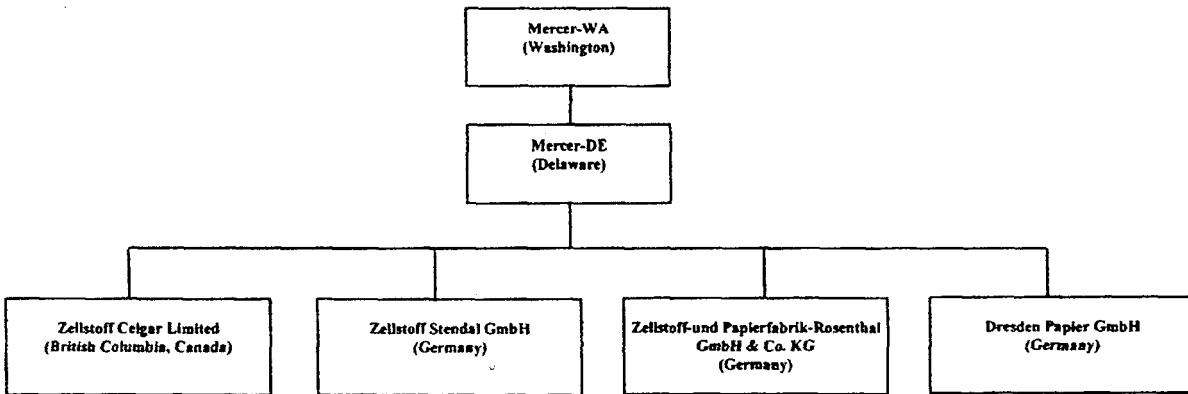 Mercer-WA
(Washington)
Mercer-DE
(Delaware)
Zellstoff Celgar Limited
(British Columbia, Canada)
Zellstoff Stendal GmbH
(Germany)
Zellstoff-und Papierfabrik-Rosenthal
GmbH & Co. KG
(Germany)
Dresden Papier GmbH
(Germany)